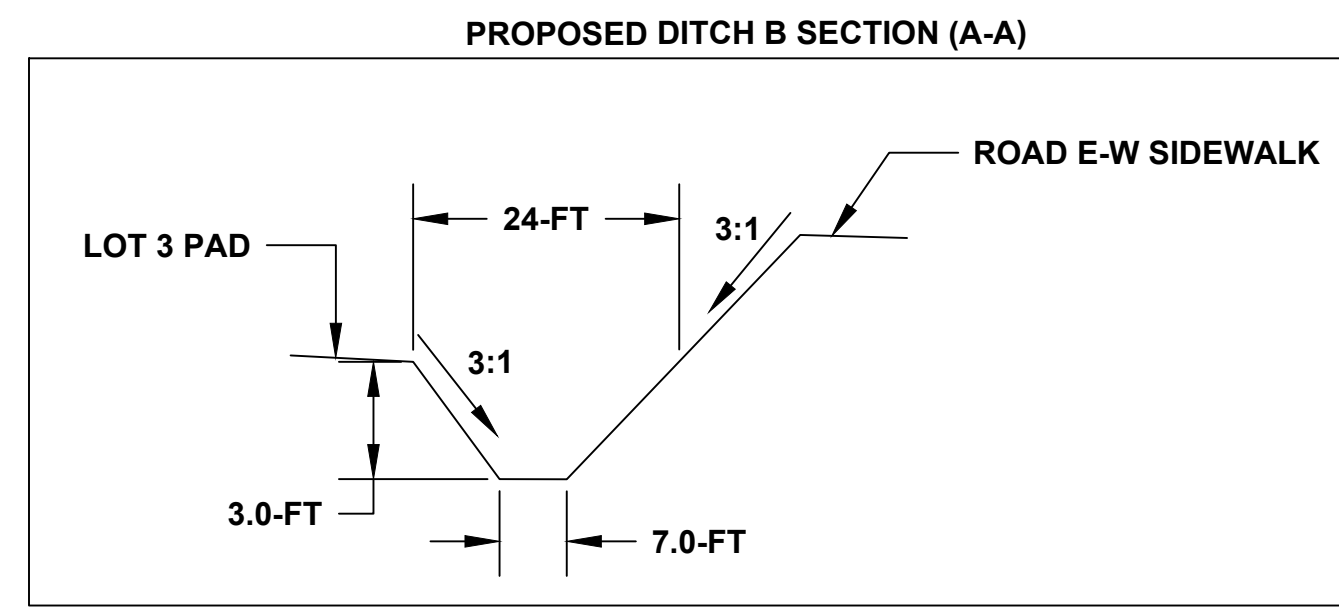 PROPOSED DITCH B SECTION (A-A)
ROAD E-W SIDEWALK
24-FT
3:1
LOT 3 PAD
3:1
3.0-FT
7.0-FT